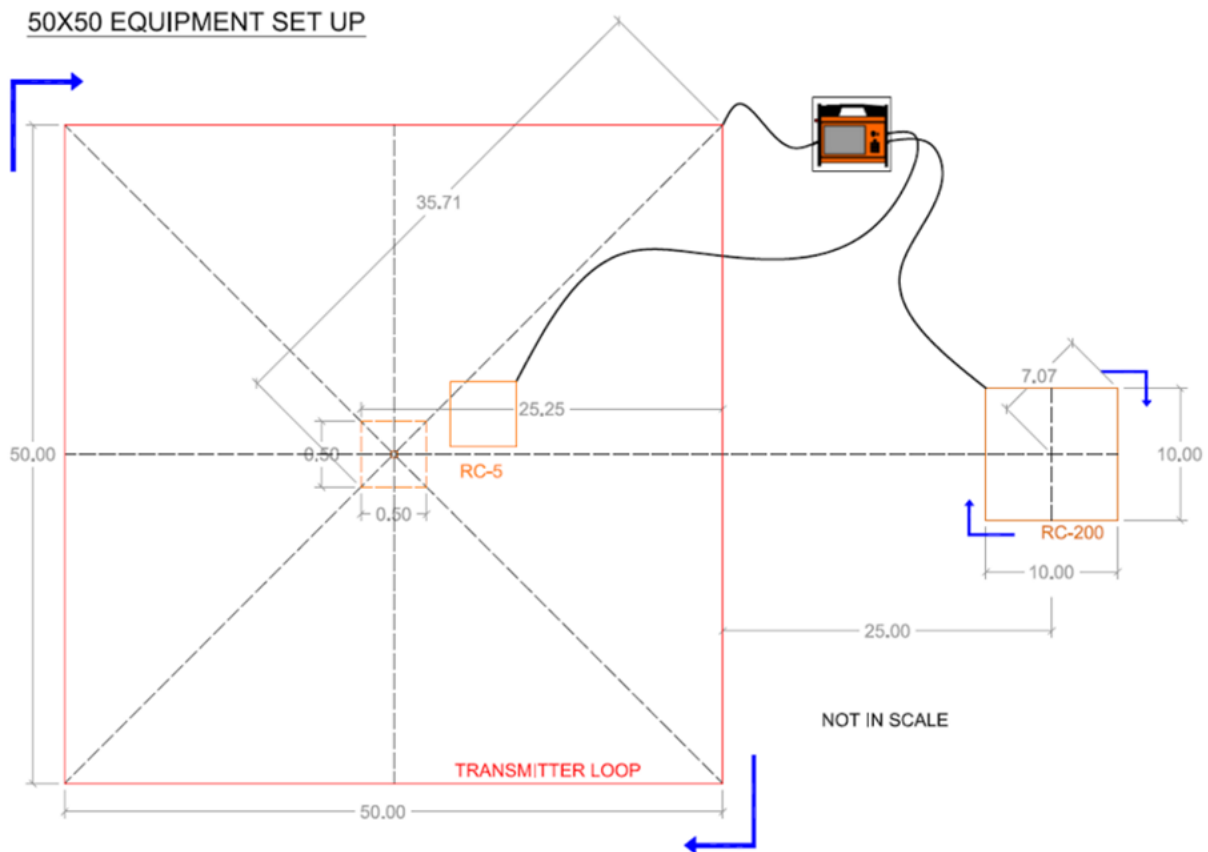 50X50 EQUIPMENT SET UP
35.71
7.07
25.25
50.00
0.50
RC-5
10.00
0.50
RC-200
10.00
25.00
NOT IN SCALE
TRANSMITTER LOOP
50.00